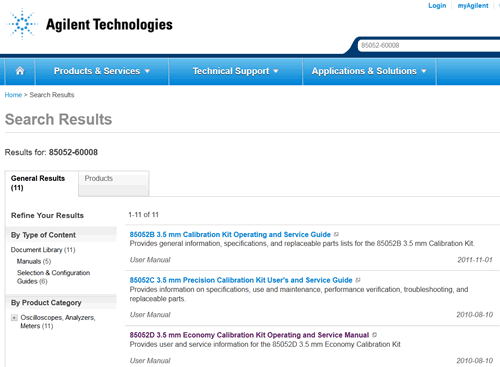 Login myAgilent
Agilent Technologies
85052-60008
Products & Services Technical Support Applications & Solutions
Home > Search Results
Search Results
Results for: 85052-60008
General Results
(11)
Products
Refine Your Results
By Type of Content
Document Library (11)
Manuals (5)
Selection & Configuration
Guides (6)
By Product Category
Oscilloscopes, Analyzers,
Meters (11)
1-11 of 11
85052B 3.5 mm Calibration Kit Operating and Service Guide
Provides general information, specifications, and replaceable parts lists for the 85052B 3.5 mm Calibration Kit.
User Manual 2011-11-01
85052C 3.5 mm Precision Calibration Kit User's and Service Guide
Provides information on specifications, use and maintenance, performance verification, troubleshooting, and
replaceable parts.
User Manual 2010-08-10
85052D 3.5 mm Economy Calibration Kit Operating and Service Manual
Provides user and service information for the 85052D 3.5 mm Economy Calibration Kit
User Manual 2010-08-10